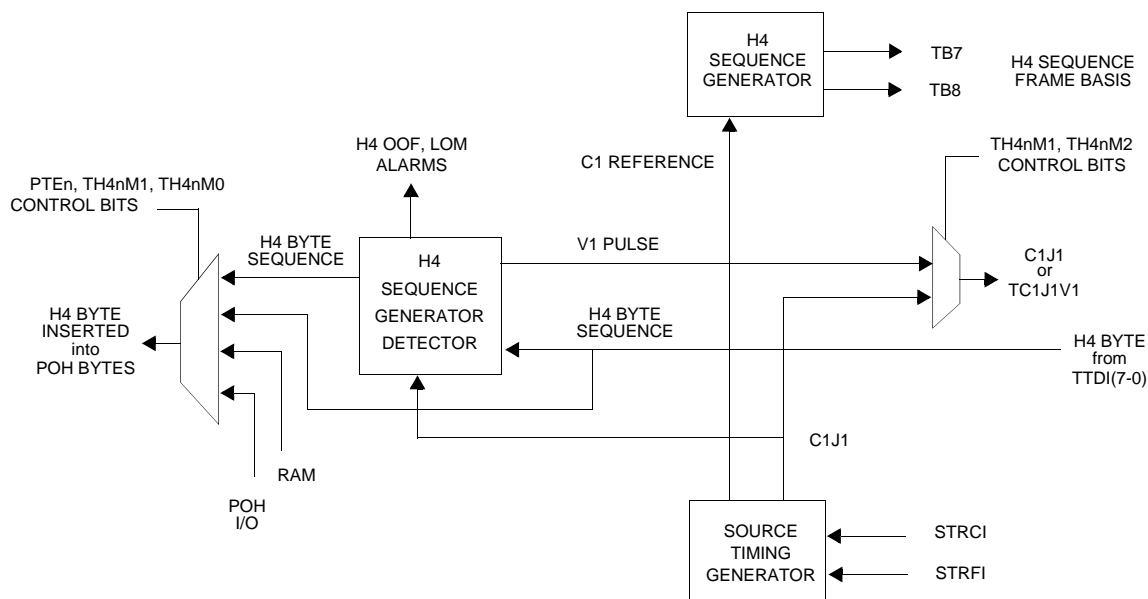 H4
SEQUENCE
GENERATOR
TB7
TB8
H4 SEQUENCE
FRAME BASIS
H4 OOF, LOM
ALARMS
C1 REFERENCE
TH4nM1, TH4nM2
CONTROL BITS
PTEn, TH4nM1, TH4nM0
CONTROL BITS
H4 BYTE
SEQUENCE
H4
SEQUENCE
GENERATOR
DETECTOR
V1 PULSE
C1J1
or
TC1J1V1
H4 BYTE
INSERTED
into
POH BYTES
H4 BYTE
SEQUENCE
H4 BYTE
from
TTDI(7-0)
C1J1
RAM
POH
I/O
SOURCE
TIMING
GENERATOR
STRCI
STRFI